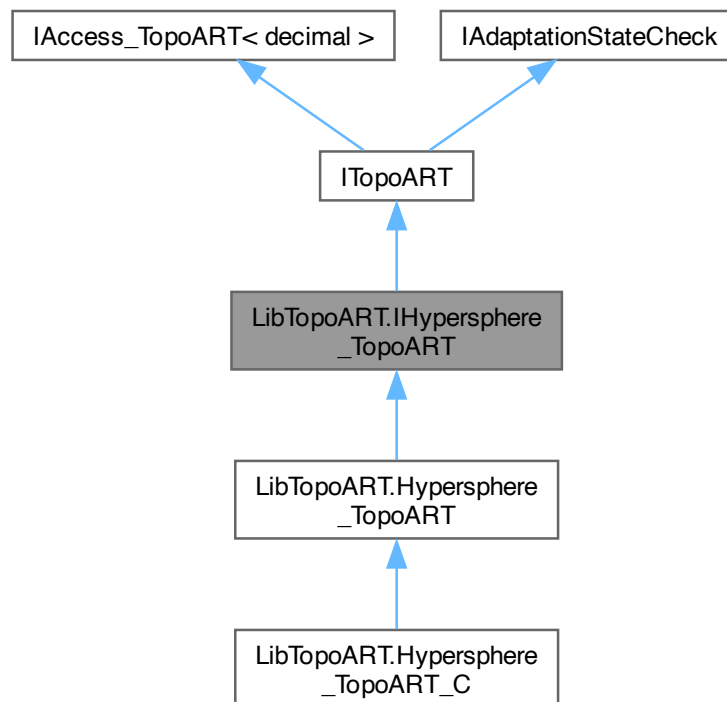 IAccess_TopoART< decimal >
IAdaptationStateCheck
ITopoART
LibTopoART.IHypersphere
_TopoART
LibTopoART.Hypersphere
_TopoART
LibTopoART.Hypersphere
_TopoART_C